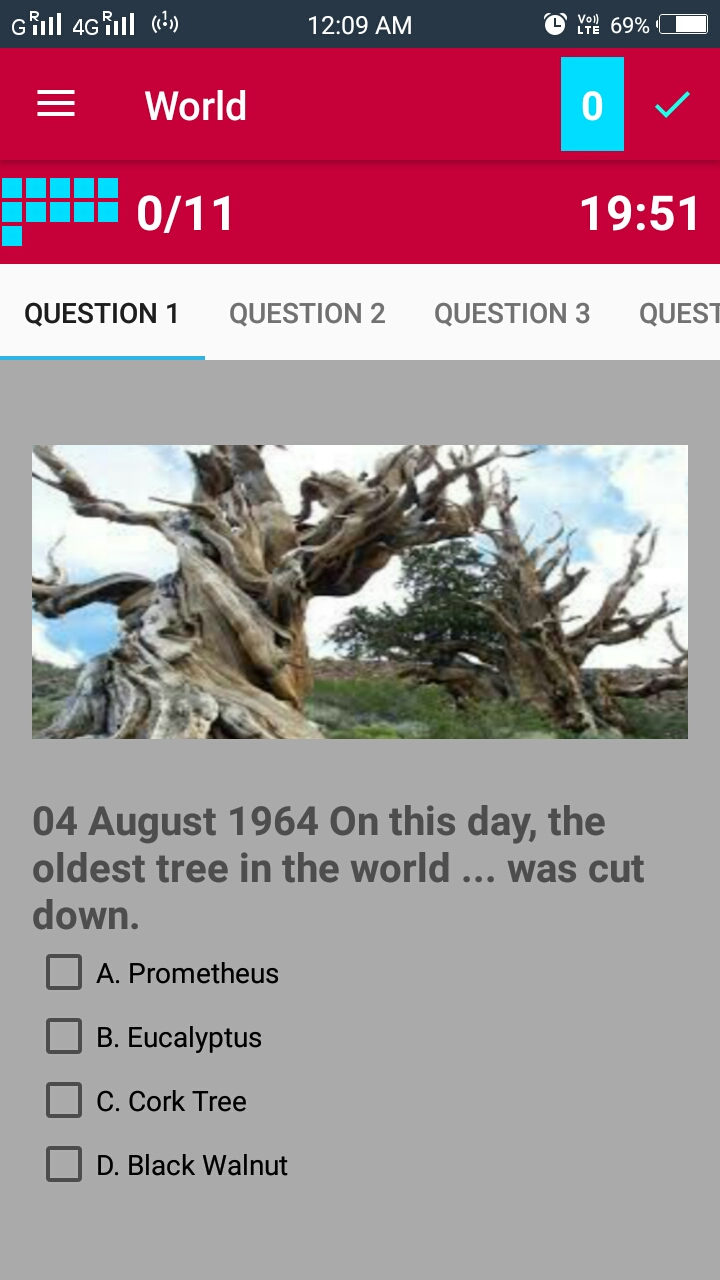 G R 4G R 12:09 AM Vo)) LTE 69%
World 0
0/11 19:51
QUESTION 1 QUESTION 2 QUESTION 3 QUEST
04 August 1964 On this day, the
oldest tree in the world ... was cut
down.
A. Prometheus
B. Eucalyptus
C. Cork Tree
D. Black Walnut